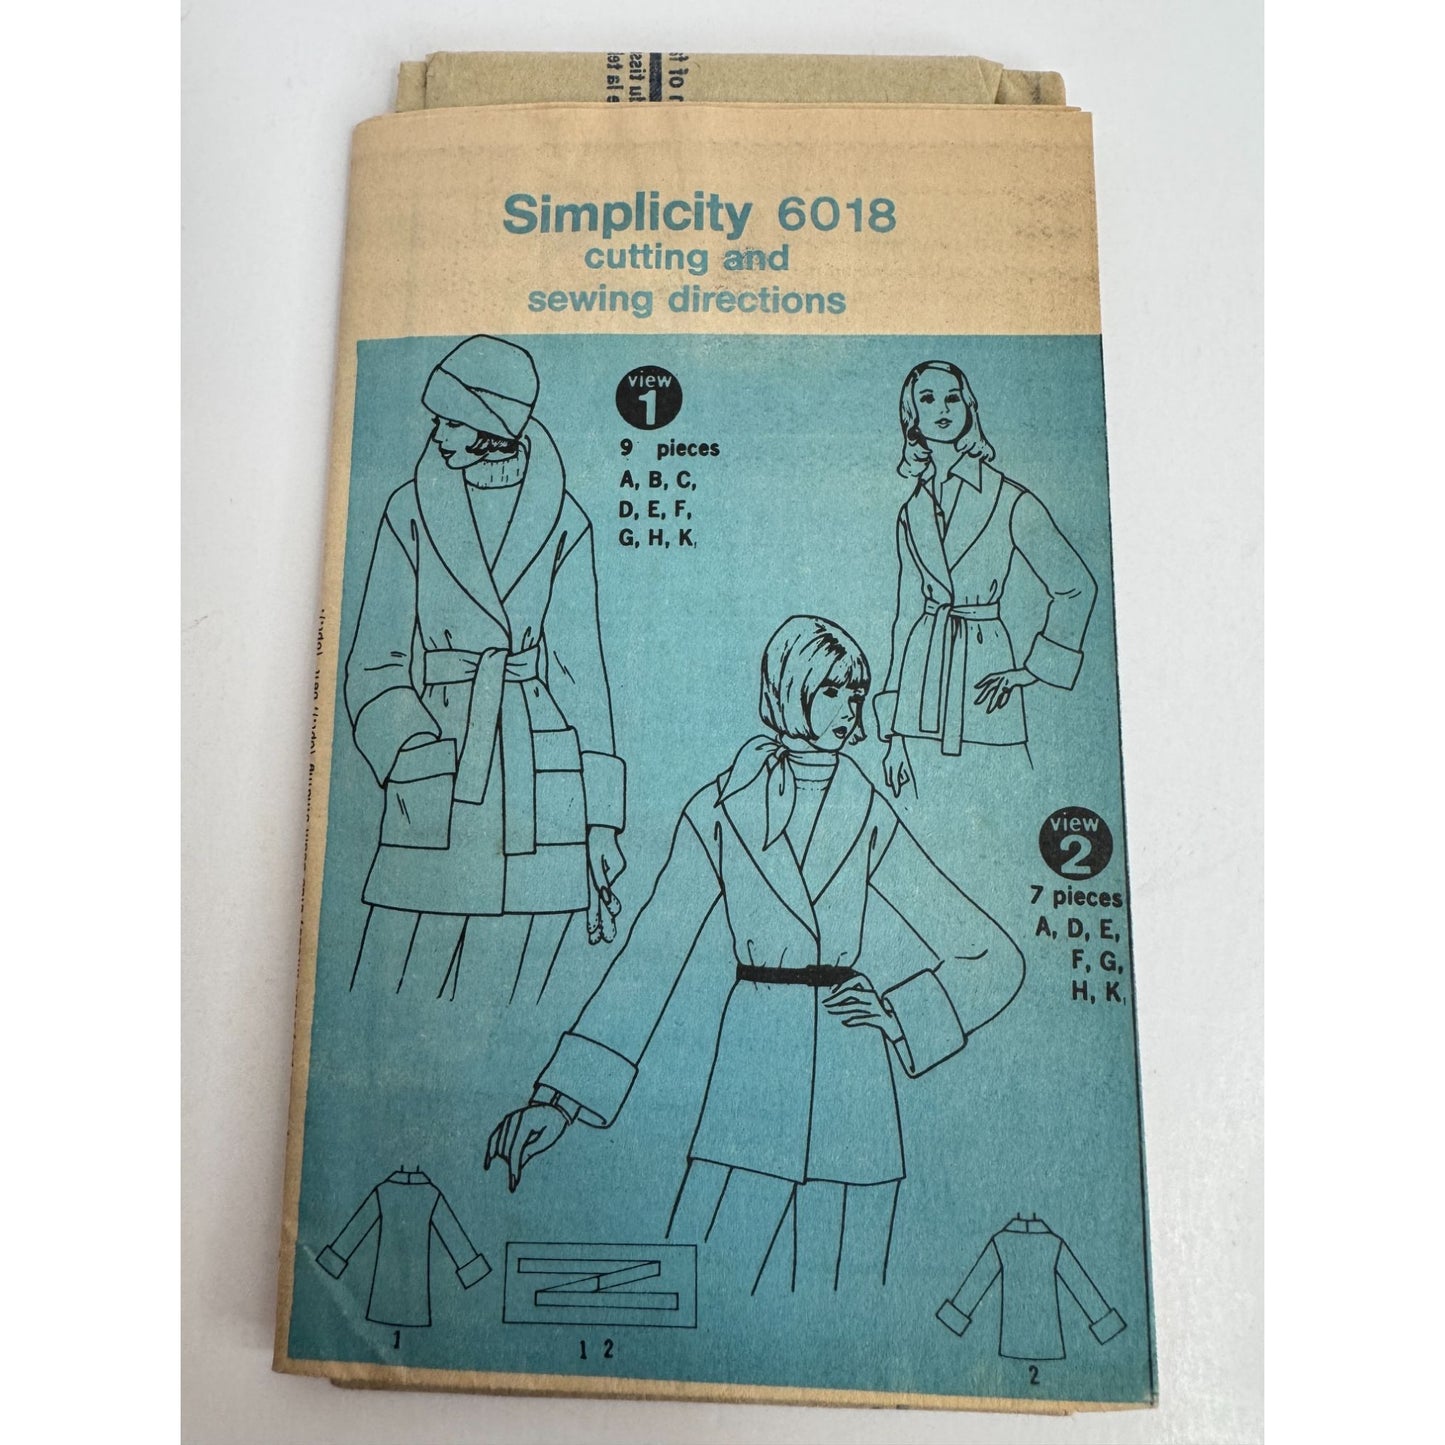 Simplicity 6018
cutting and
sewing directions
view
1
9 pieces
A, B, C,
D, E, F,
G, H, K,
view
2
7 pieces
A, D, E,
F, G,
H, K,
1
1 2
2